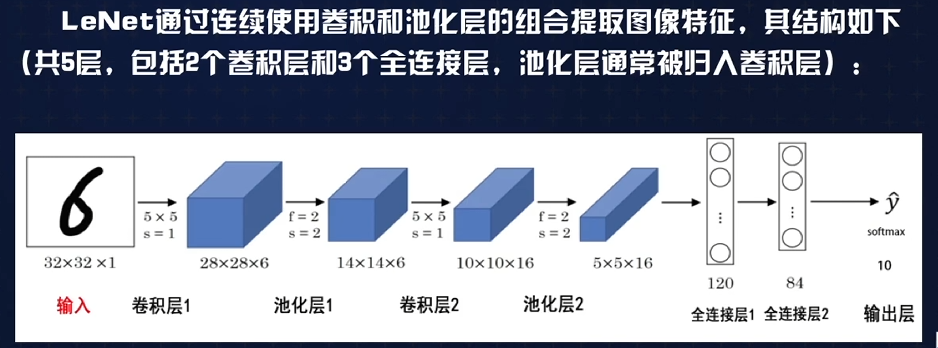 LeNet通过连续使用卷积和池化层的组合提取图像特征，其结构如下
（共5层，包括2个卷积层和3个全连接层，池化层通常被归入卷积层）：
6
5×5
s=1
f=2
s=2
5×5
s=1
f=2
s=2
ŷ
softmax
32×32×1
28×28×6
14×14×6
10×10×16
5×5×16
120
84
10
输入
卷积层1
池化层1
卷积层2
池化层2
全连接层1
全连接层2
输出层